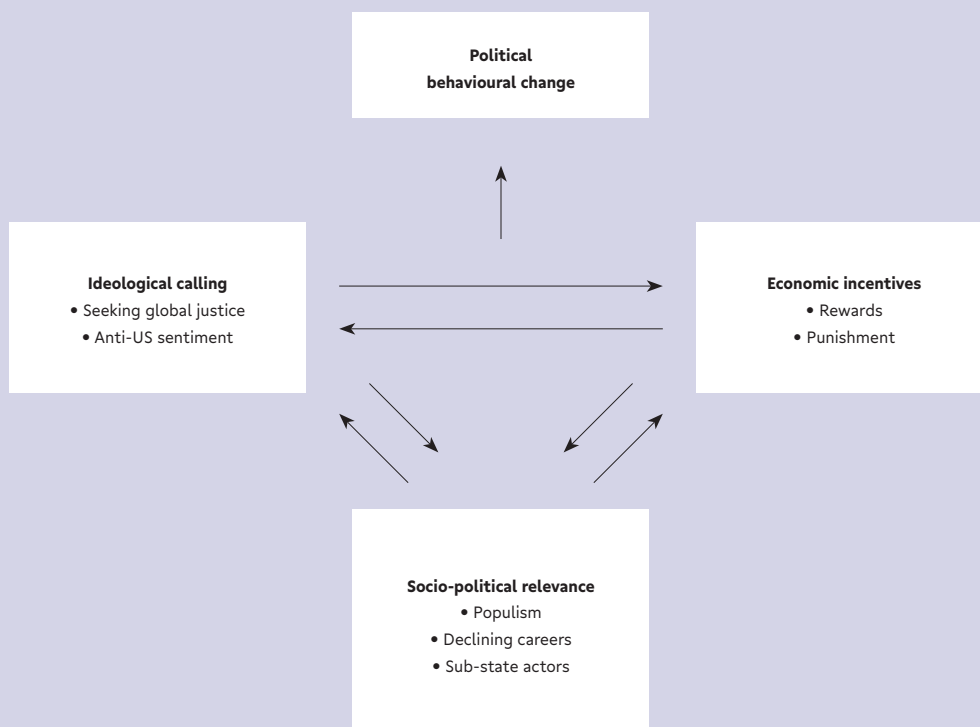 Political
behavioural change
Ideological calling
• Seeking global justice
• Anti-US sentiment
Economic incentives
• Rewards
• Punishment
Socio-political relevance
• Populism
• Declining careers
• Sub-state actors